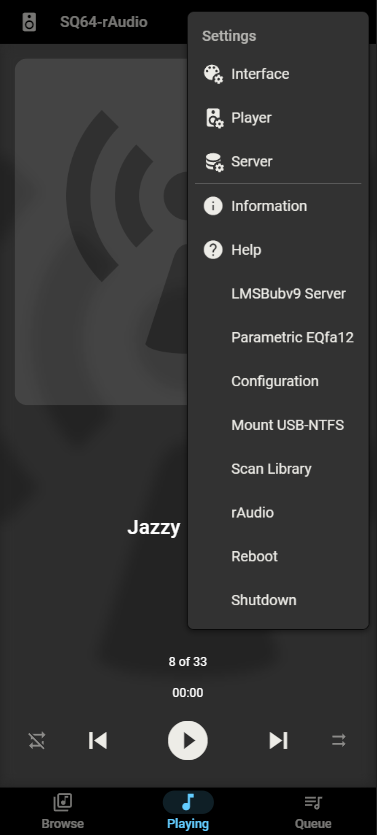 SQ64-rAudio
Settings
Interface
Player
Server
Information
Help
LMSBubv9 Server
Parametric EQfa12
Configuration
Mount USB-NTFS
Scan Library
rAudio
Reboot
Shutdown
Jazzy
8 of 33
00:00
Browse
Playing
Queue